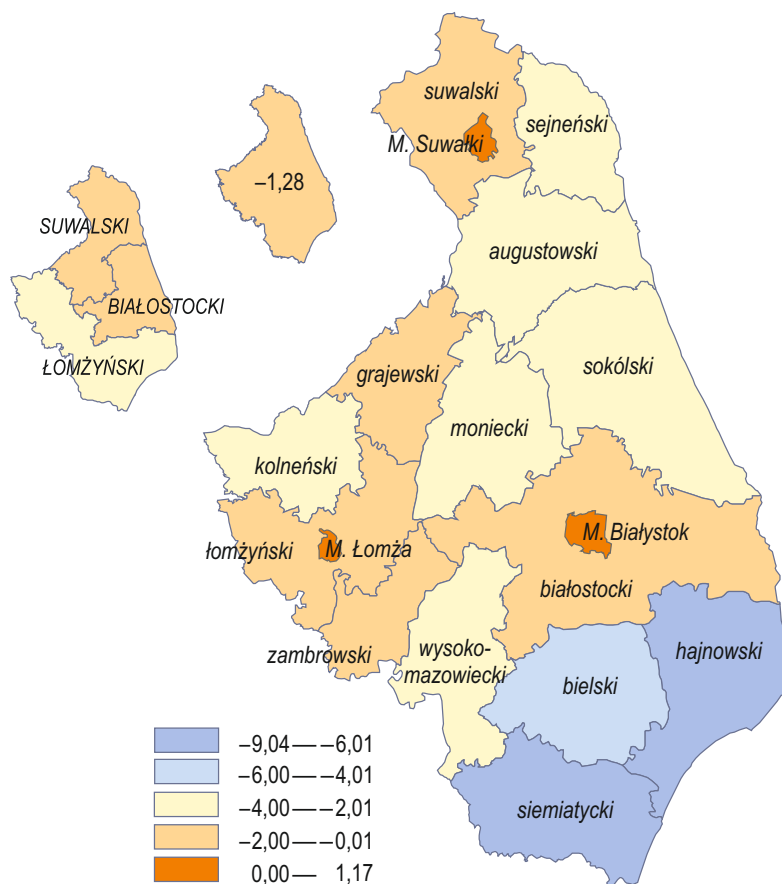 suwalski
sejneński
M. Suwałki
–1,28
SUWALSKI
augustowski
BIAŁOSTOCKI
ŁOMŻYŃSKI
grajewski
sokólski
moniecki
kolneński
M. Białystok
łomżyński
M. Łomża
białostocki
zambrowski
wysoko-
mazowiecki
hajnowski
bielski
siemiatycki
–9,04 — –6,01
–6,00 — –4,01
–4,00 — –2,01
–2,00 — –0,01
0,00 — 1,17